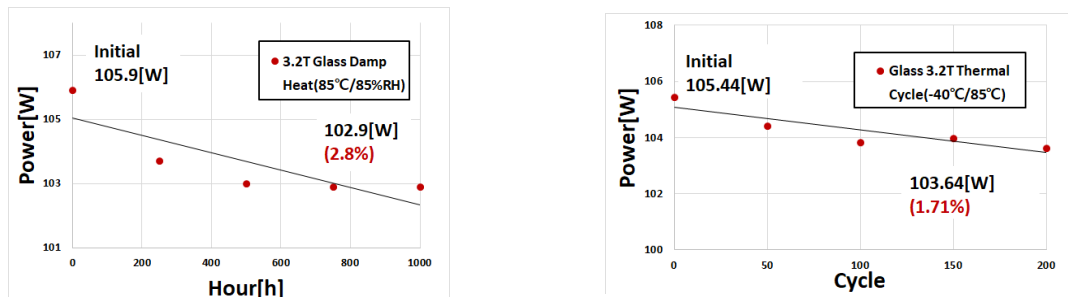 107
105
103
101
Power[W]
Initial
105.9[W]
3.2T Glass Damp
Heat(85℃/85%RH)
102.9[W]
(2.8%)
0
200
400
600
800
1000
Hour[h]
108
106
104
102
100
Power[W]
Initial
105.44[W]
Glass 3.2T Thermal
Cycle(-40℃/85℃)
103.64[W]
(1.71%)
0
50
100
150
200
Cycle